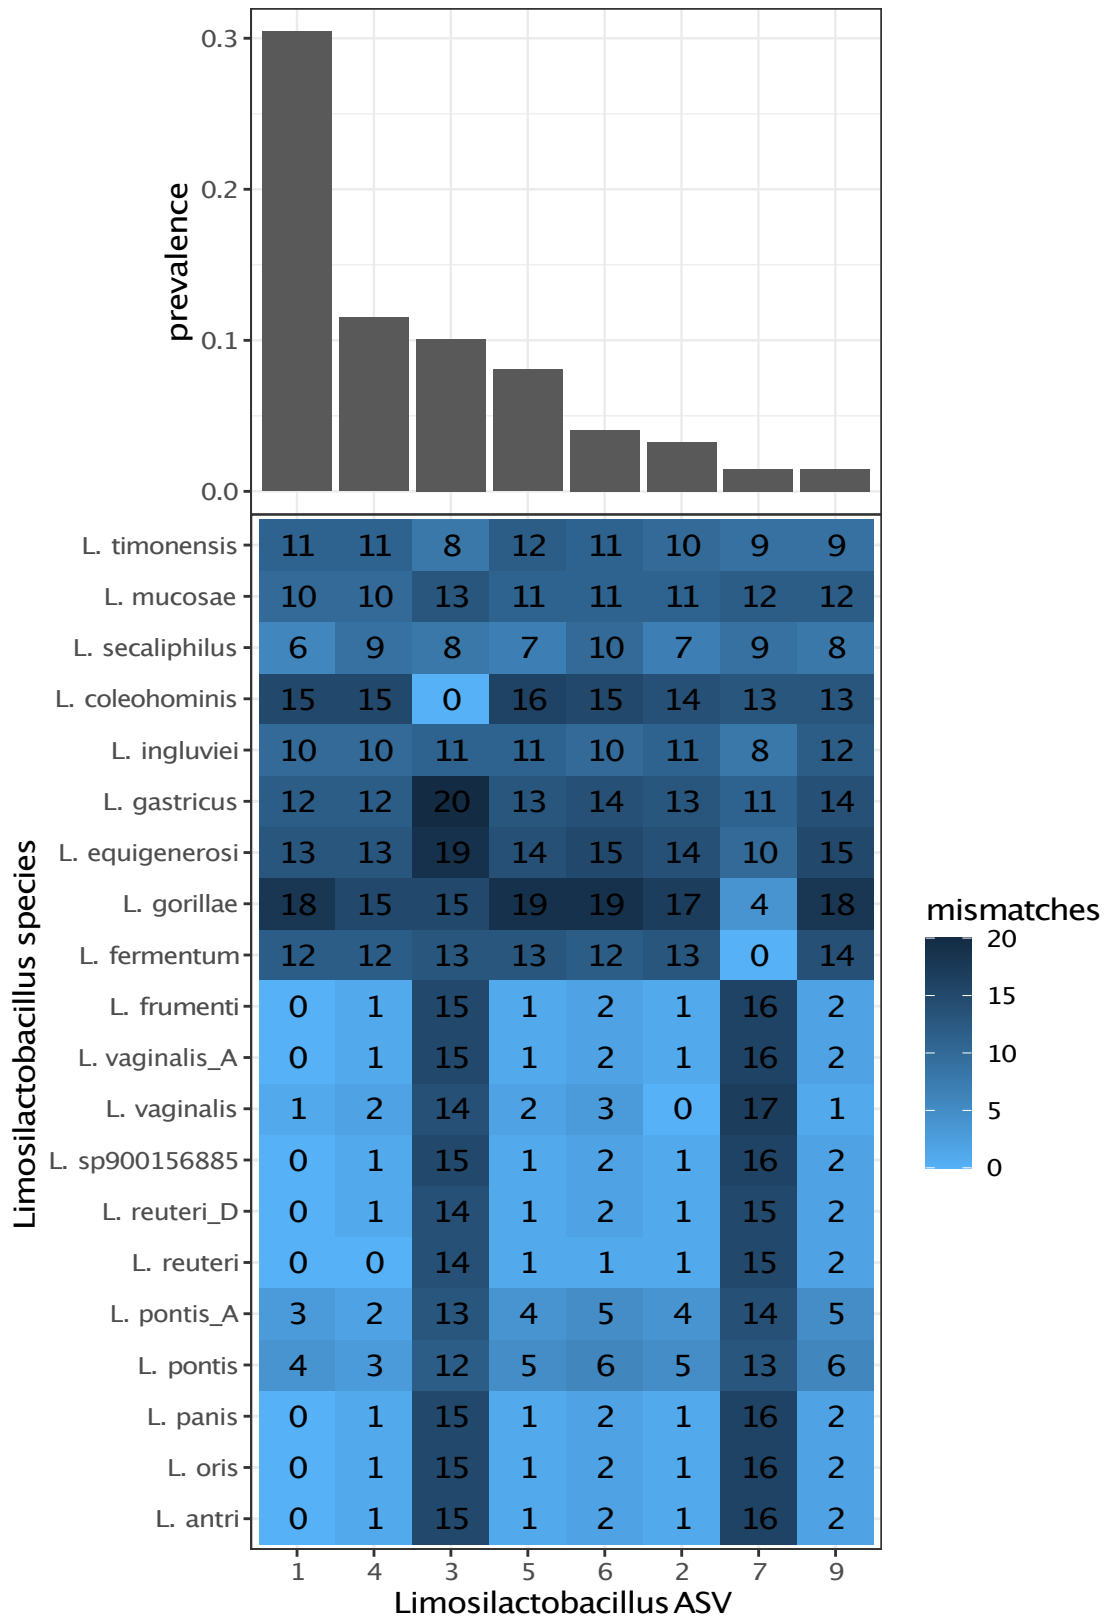 prevalence
0.3
0.2
0.1
0.0
Limosilactobacillus species
L. timonensis 11 11 8 12 11 10 9 9
L. mucosae 10 10 13 11 11 11 12 12
L. secaliphilus 6 9 8 7 10 7 9 8
L. coleohominis 15 15 0 16 15 14 13 13
L. ingluviei 10 10 11 11 10 11 8 12
L. gastricus 12 12 20 13 14 13 11 14
L. equigenerosi 13 13 19 14 15 14 10 15
L. gorillae 18 15 15 19 19 17 4 18
L. fermentum 12 12 13 13 12 13 0 14
L. frumenti 0 1 15 1 2 1 16 2
L. vaginalis_A 0 1 15 1 2 1 16 2
L. vaginalis 1 2 14 2 3 0 17 1
L. sp900156885 0 1 15 1 2 1 16 2
L. reuteri_D 0 1 14 1 2 1 15 2
L. reuteri 0 0 14 1 1 1 15 2
L. pontis_A 3 2 13 4 5 4 14 5
L. pontis 4 3 12 5 6 5 13 6
L. panis 0 1 15 1 2 1 16 2
L. oris 0 1 15 1 2 1 16 2
L. antri 0 1 15 1 2 1 16 2
1 4 3 5 6 2 7 9
Limosilactobacillus ASV
mismatches
20
15
10
5
0